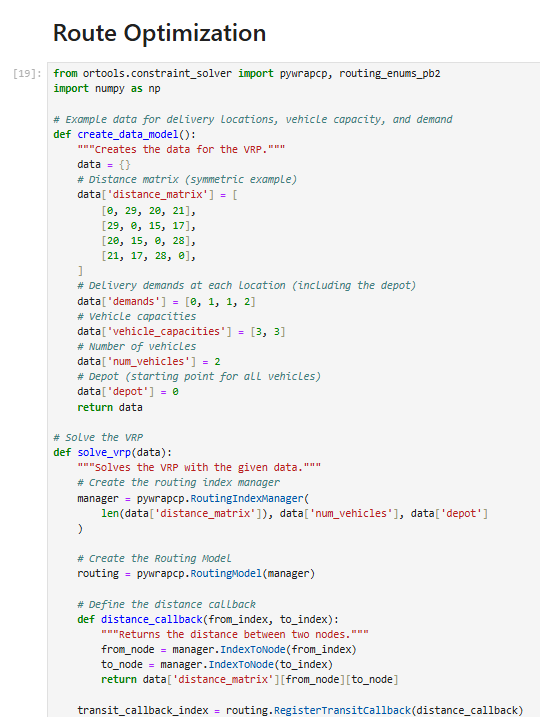 Route Optimization
[19]:
from ortools.constraint_solver import pywrapcp, routing_enums_pb2
import numpy as np

# Example data for delivery locations, vehicle capacity, and demand
def create_data_model():
    """Creates the data for the VRP."""
    data = {}
    # Distance matrix (symmetric example)
    data['distance_matrix'] = [
        [0, 29, 20, 21],
        [29, 0, 15, 17],
        [20, 15, 0, 28],
        [21, 17, 28, 0],
    ]
    # Delivery demands at each location (including the depot)
    data['demands'] = [0, 1, 1, 2]
    # Vehicle capacities
    data['vehicle_capacities'] = [3, 3]
    # Number of vehicles
    data['num_vehicles'] = 2
    # Depot (starting point for all vehicles)
    data['depot'] = 0
    return data

# Solve the VRP
def solve_vrp(data):
    """Solves the VRP with the given data."""
    # Create the routing index manager
    manager = pywrapcp.RoutingIndexManager(
        len(data['distance_matrix']), data['num_vehicles'], data['depot']
    )

    # Create the Routing Model
    routing = pywrapcp.RoutingModel(manager)

    # Define the distance callback
    def distance_callback(from_index, to_index):
        """Returns the distance between two nodes."""
        from_node = manager.IndexToNode(from_index)
        to_node = manager.IndexToNode(to_index)
        return data['distance_matrix'][from_node][to_node]

    transit_callback_index = routing.RegisterTransitCallback(distance_callback)